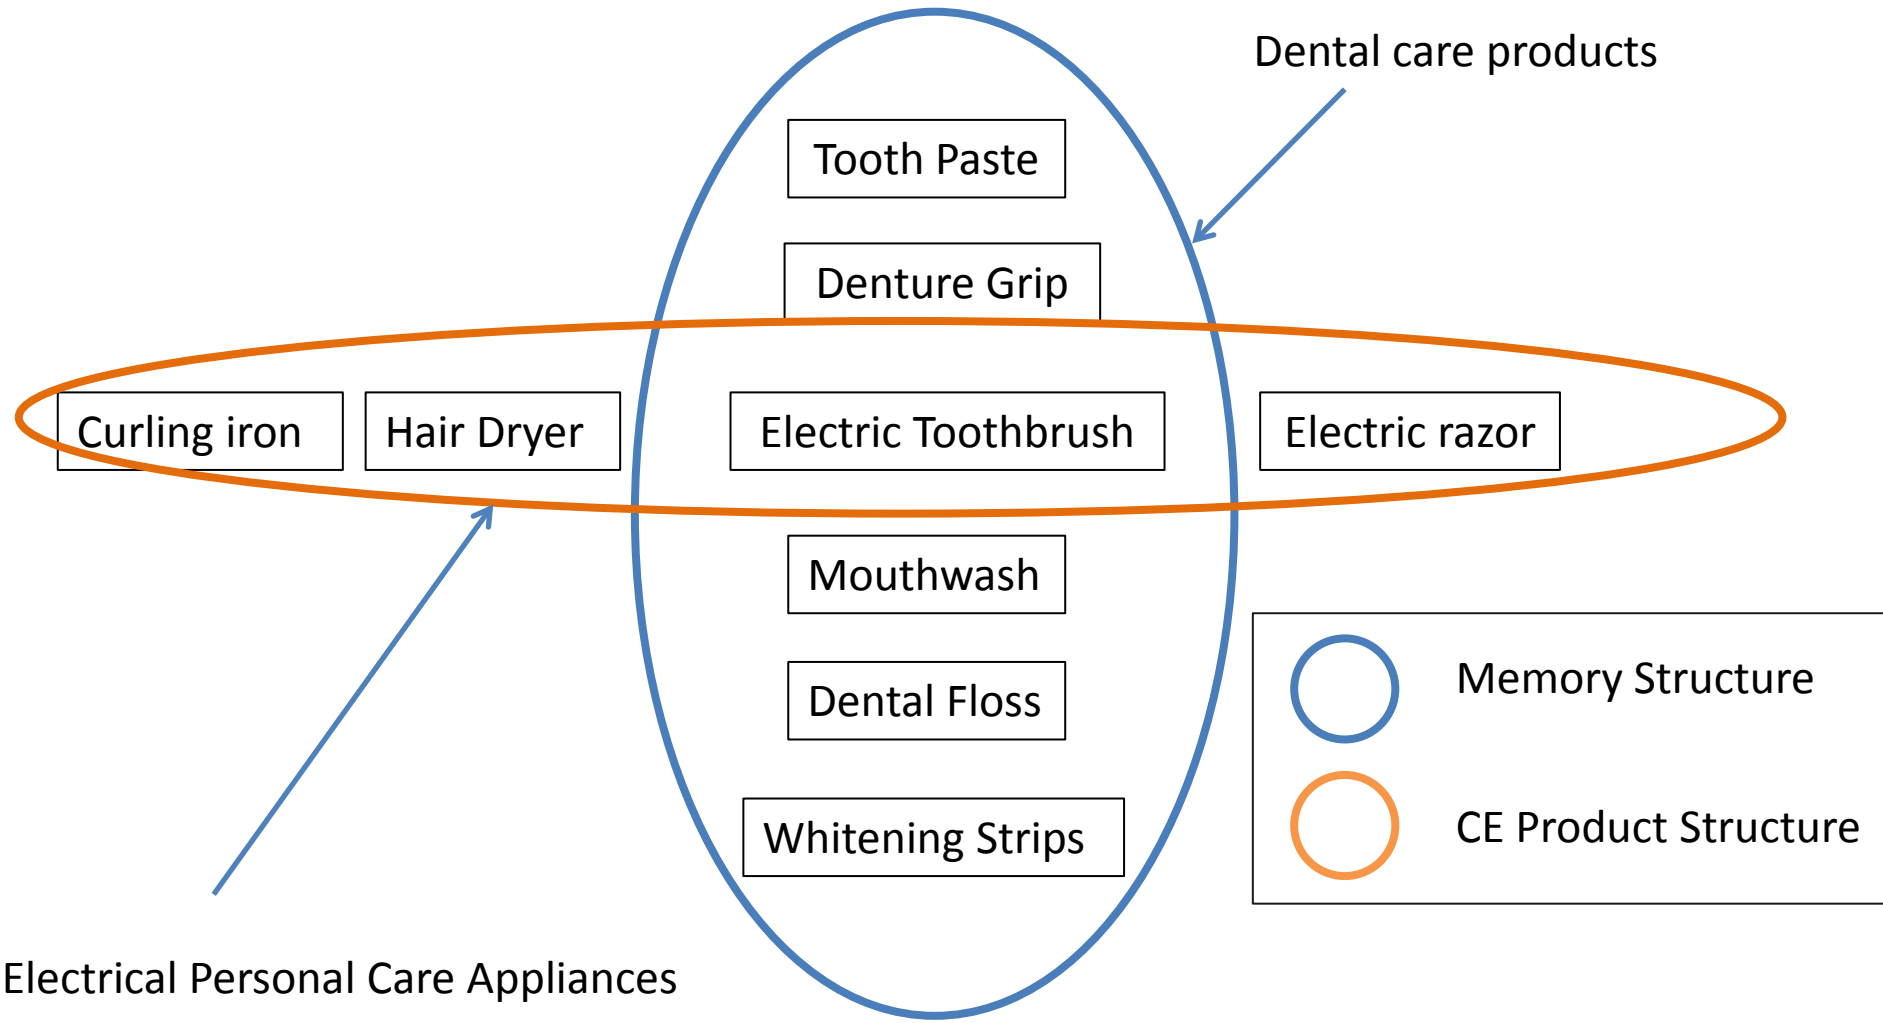 Dental care products
Tooth Paste
Denture Grip
Curling iron
Hair Dryer
Electric Toothbrush
Electric razor
Mouthwash
Dental Floss
Whitening Strips
Memory Structure
CE Product Structure
Electrical Personal Care Appliances